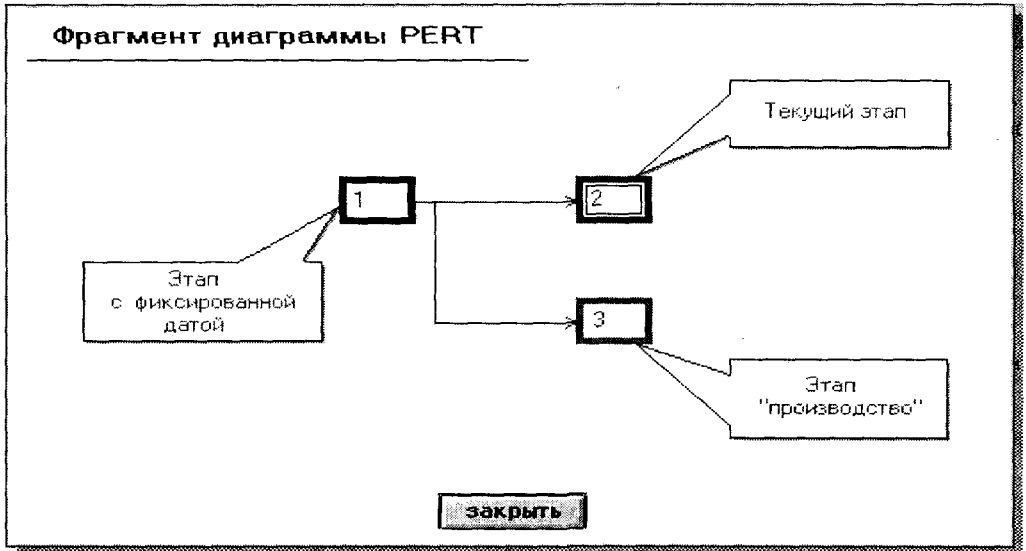 Фрагмент диаграммы PERT
Текущий этап
1
2
Этап
с фиксированной
датой
3
Этап
"производство"
закрыть